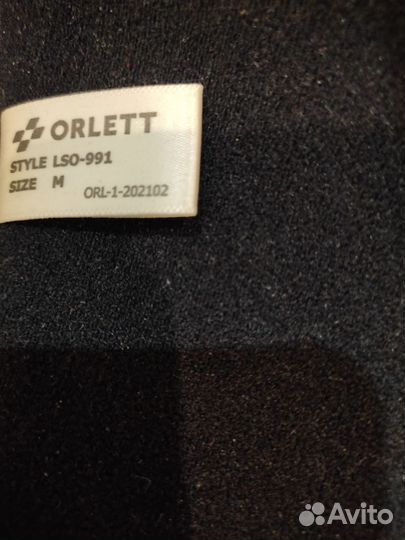 ORLETT
STYLE LSO-991
SIZE M
ORL-1-202102
Avito